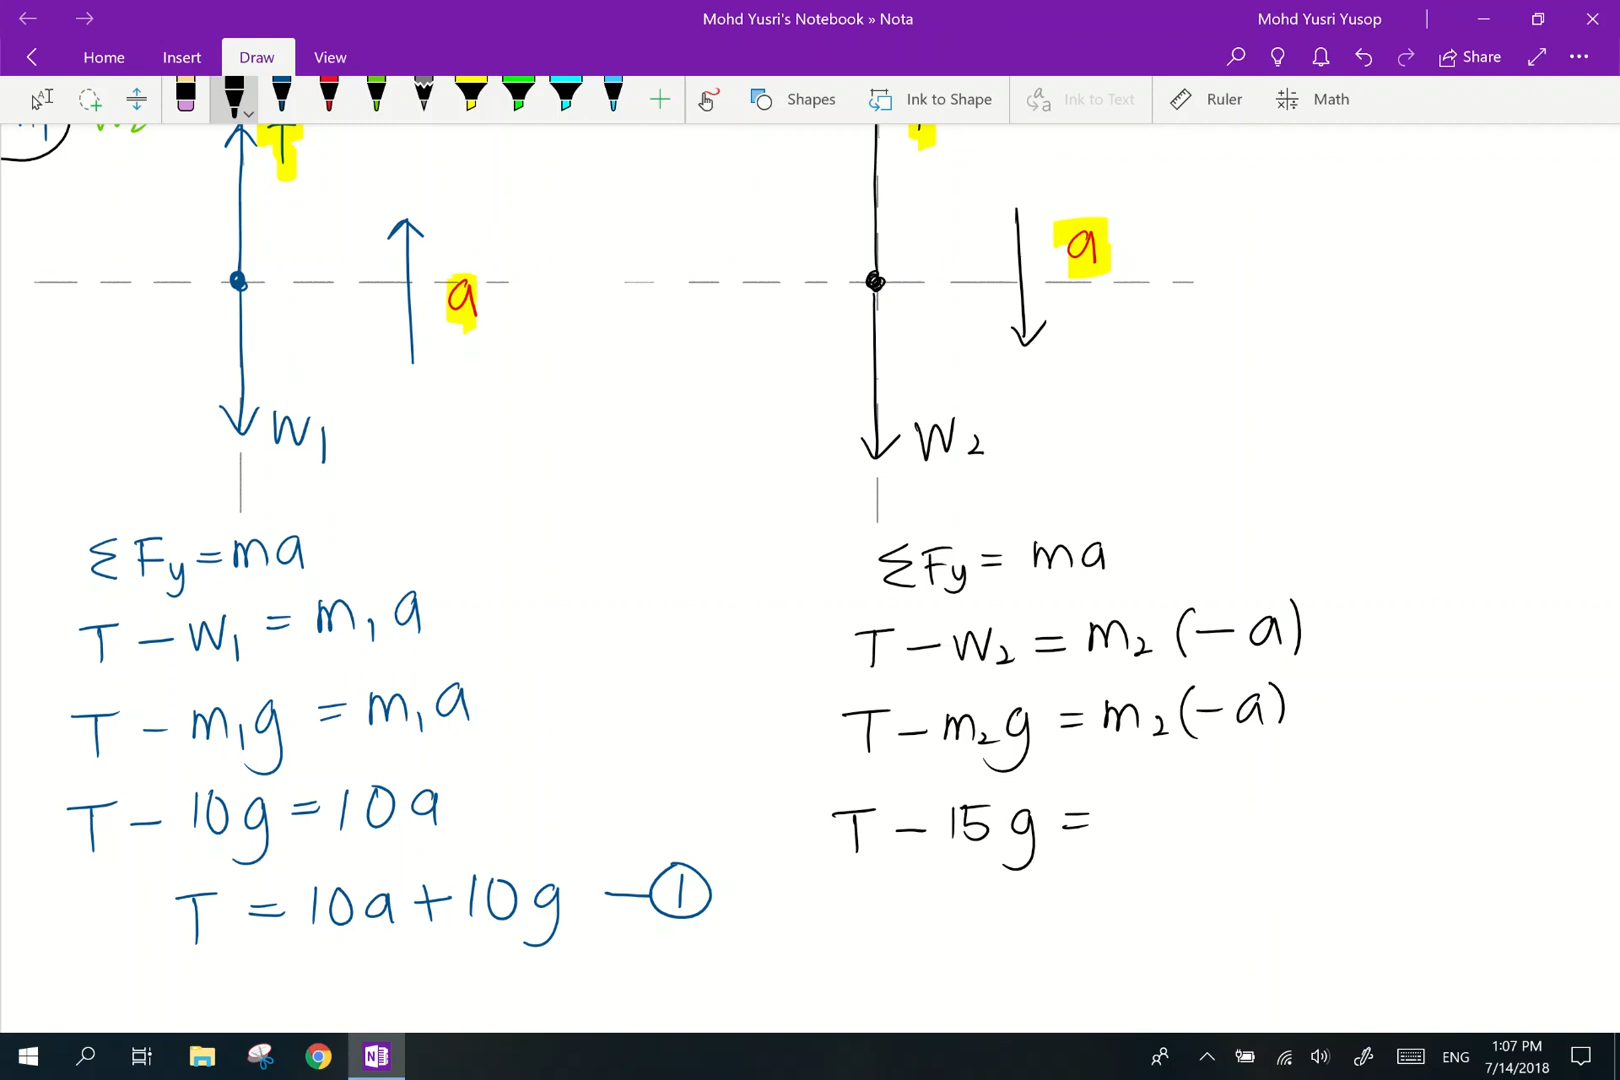 Mohd Yusri's Notebook » Nota
Mohd Yusri Yusop
Home Insert Draw View
Share
Shapes Ink to Shape Ink to Text Ruler Math
T
a
a
W₁
W₂
ΣFy = ma
T − W₁ = m₁a
T − m₁g = m₁a
T − 10g = 10a
T = 10a + 10g —①
ΣFy = ma
T − W₂ = m₂(−a)
T − m₂g = m₂(−a)
T − 15g =
ENG
1:07 PM
7/14/2018